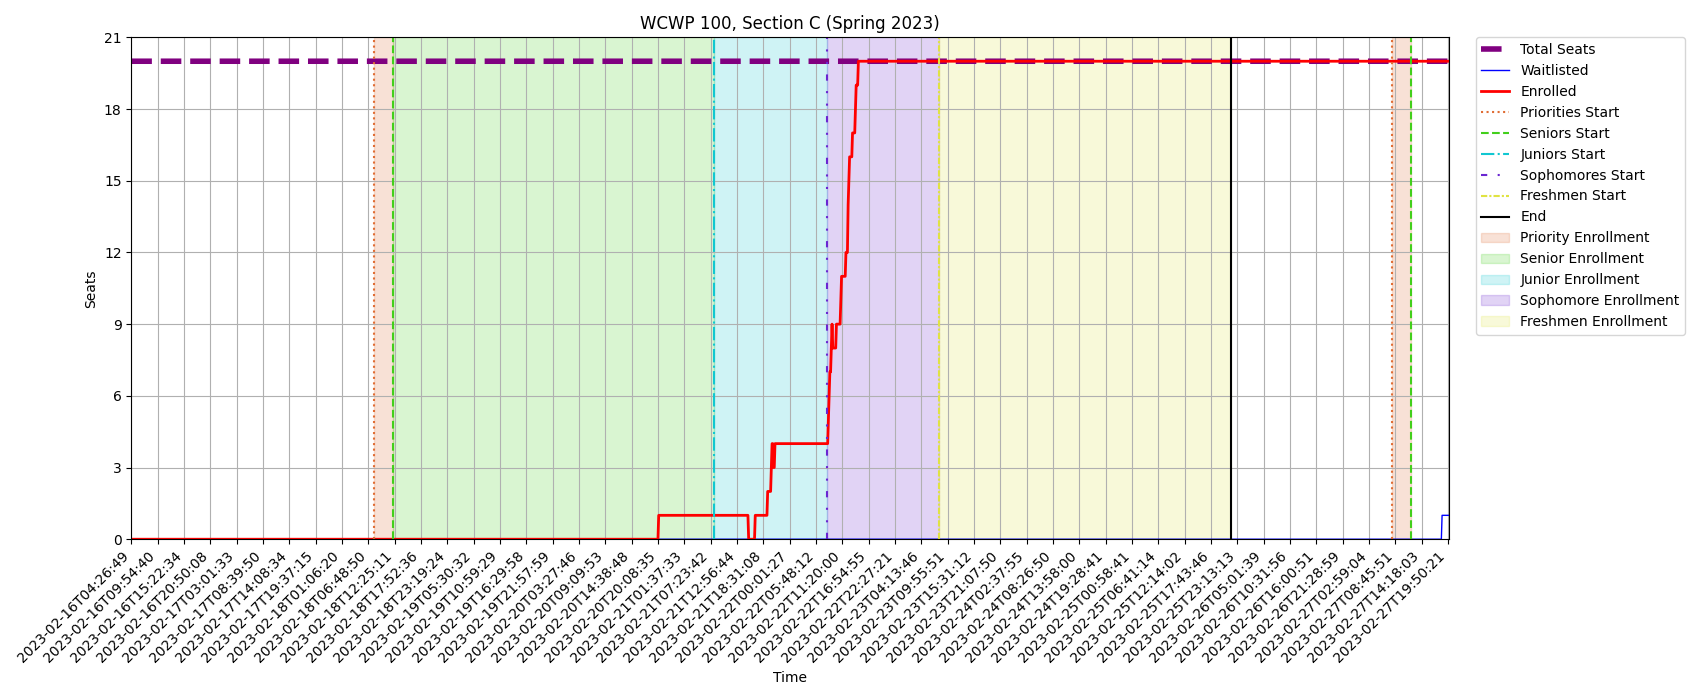 WCWP 100, Section C (Spring 2023)
21
18
15
12
9
6
3
0
Seats
2023-02-16T04:26:49
2023-02-16T09:54:40
2023-02-16T15:22:34
2023-02-16T20:50:08
2023-02-17T03:01:33
2023-02-17T08:39:50
2023-02-17T14:08:34
2023-02-17T19:37:15
2023-02-18T01:06:20
2023-02-18T06:48:50
2023-02-18T12:25:11
2023-02-18T17:52:36
2023-02-18T23:19:24
2023-02-19T05:30:32
2023-02-19T10:59:29
2023-02-19T16:29:58
2023-02-19T21:57:59
2023-02-20T03:27:46
2023-02-20T09:09:53
2023-02-20T14:38:48
2023-02-20T20:08:35
2023-02-21T01:37:33
2023-02-21T07:23:42
2023-02-21T12:56:44
2023-02-21T18:31:08
2023-02-22T00:01:27
2023-02-22T05:48:12
2023-02-22T11:20:00
2023-02-22T16:54:55
2023-02-22T22:27:21
2023-02-23T04:13:46
2023-02-23T09:55:51
2023-02-23T15:31:12
2023-02-23T21:07:50
2023-02-24T02:37:55
2023-02-24T08:26:50
2023-02-24T13:58:00
2023-02-24T19:28:41
2023-02-25T00:58:41
2023-02-25T06:41:14
2023-02-25T12:14:02
2023-02-25T17:43:46
2023-02-25T23:13:13
2023-02-26T05:01:39
2023-02-26T10:31:56
2023-02-26T16:00:51
2023-02-26T21:28:59
2023-02-27T02:59:04
2023-02-27T08:45:51
2023-02-27T14:18:03
2023-02-27T19:50:21
Time
Total Seats
Waitlisted
Enrolled
Priorities Start
Seniors Start
Juniors Start
Sophomores Start
Freshmen Start
End
Priority Enrollment
Senior Enrollment
Junior Enrollment
Sophomore Enrollment
Freshmen Enrollment